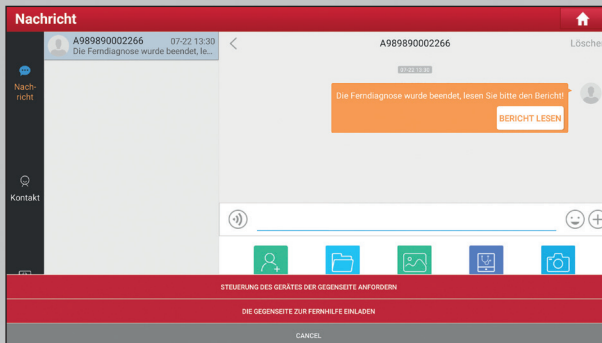 Nachricht
A989890002266 07-22 13:30
Die Ferndiagnose wurde beendet, le...
A989890002266
Löschen
Nach-
richt
07-22 13:30
Die Ferndiagnose wurde beendet, lesen Sie bitte den Bericht!
BERICHT LESEN
Kontakt
STEUERUNG DES GERÄTES DER GEGENSEITE ANFORDERN
DIE GEGENSEITE ZUR FERNHILFE EINLADEN
CANCEL